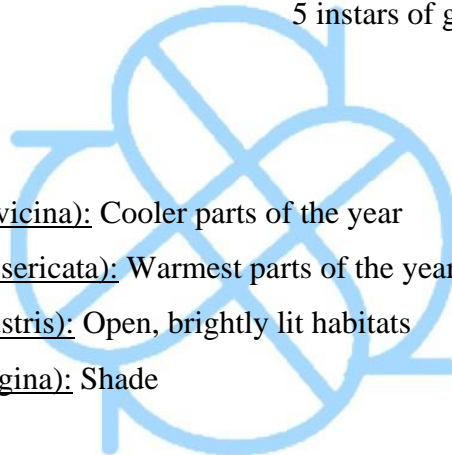 5 instars of g
vicina): Cooler parts of the year
sericata): Warmest parts of the year
stris): Open, brightly lit habitats
gina): Shade